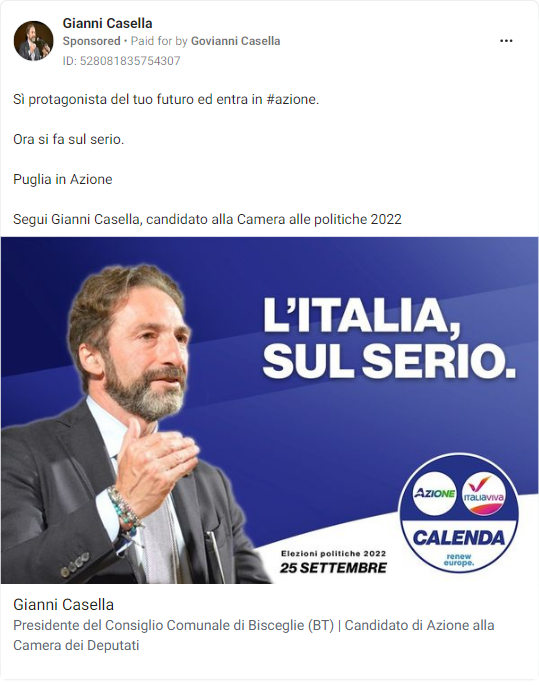 Gianni Casella
Sponsored • Paid for by Govianni Casella
ID: 528081835754307
Sì protagonista del tuo futuro ed entra in #azione.
Ora si fa sul serio.
Puglia in Azione
Segui Gianni Casella, candidato alla Camera alle politiche 2022
L'ITALIA,
SUL SERIO.
AZIONE
ITALIAVIVA
CALENDA
renew
europe.
Elezioni politiche 2022
25 SETTEMBRE
Gianni Casella
Presidente del Consiglio Comunale di Bisceglie (BT) | Candidato di Azione alla
Camera dei Deputati